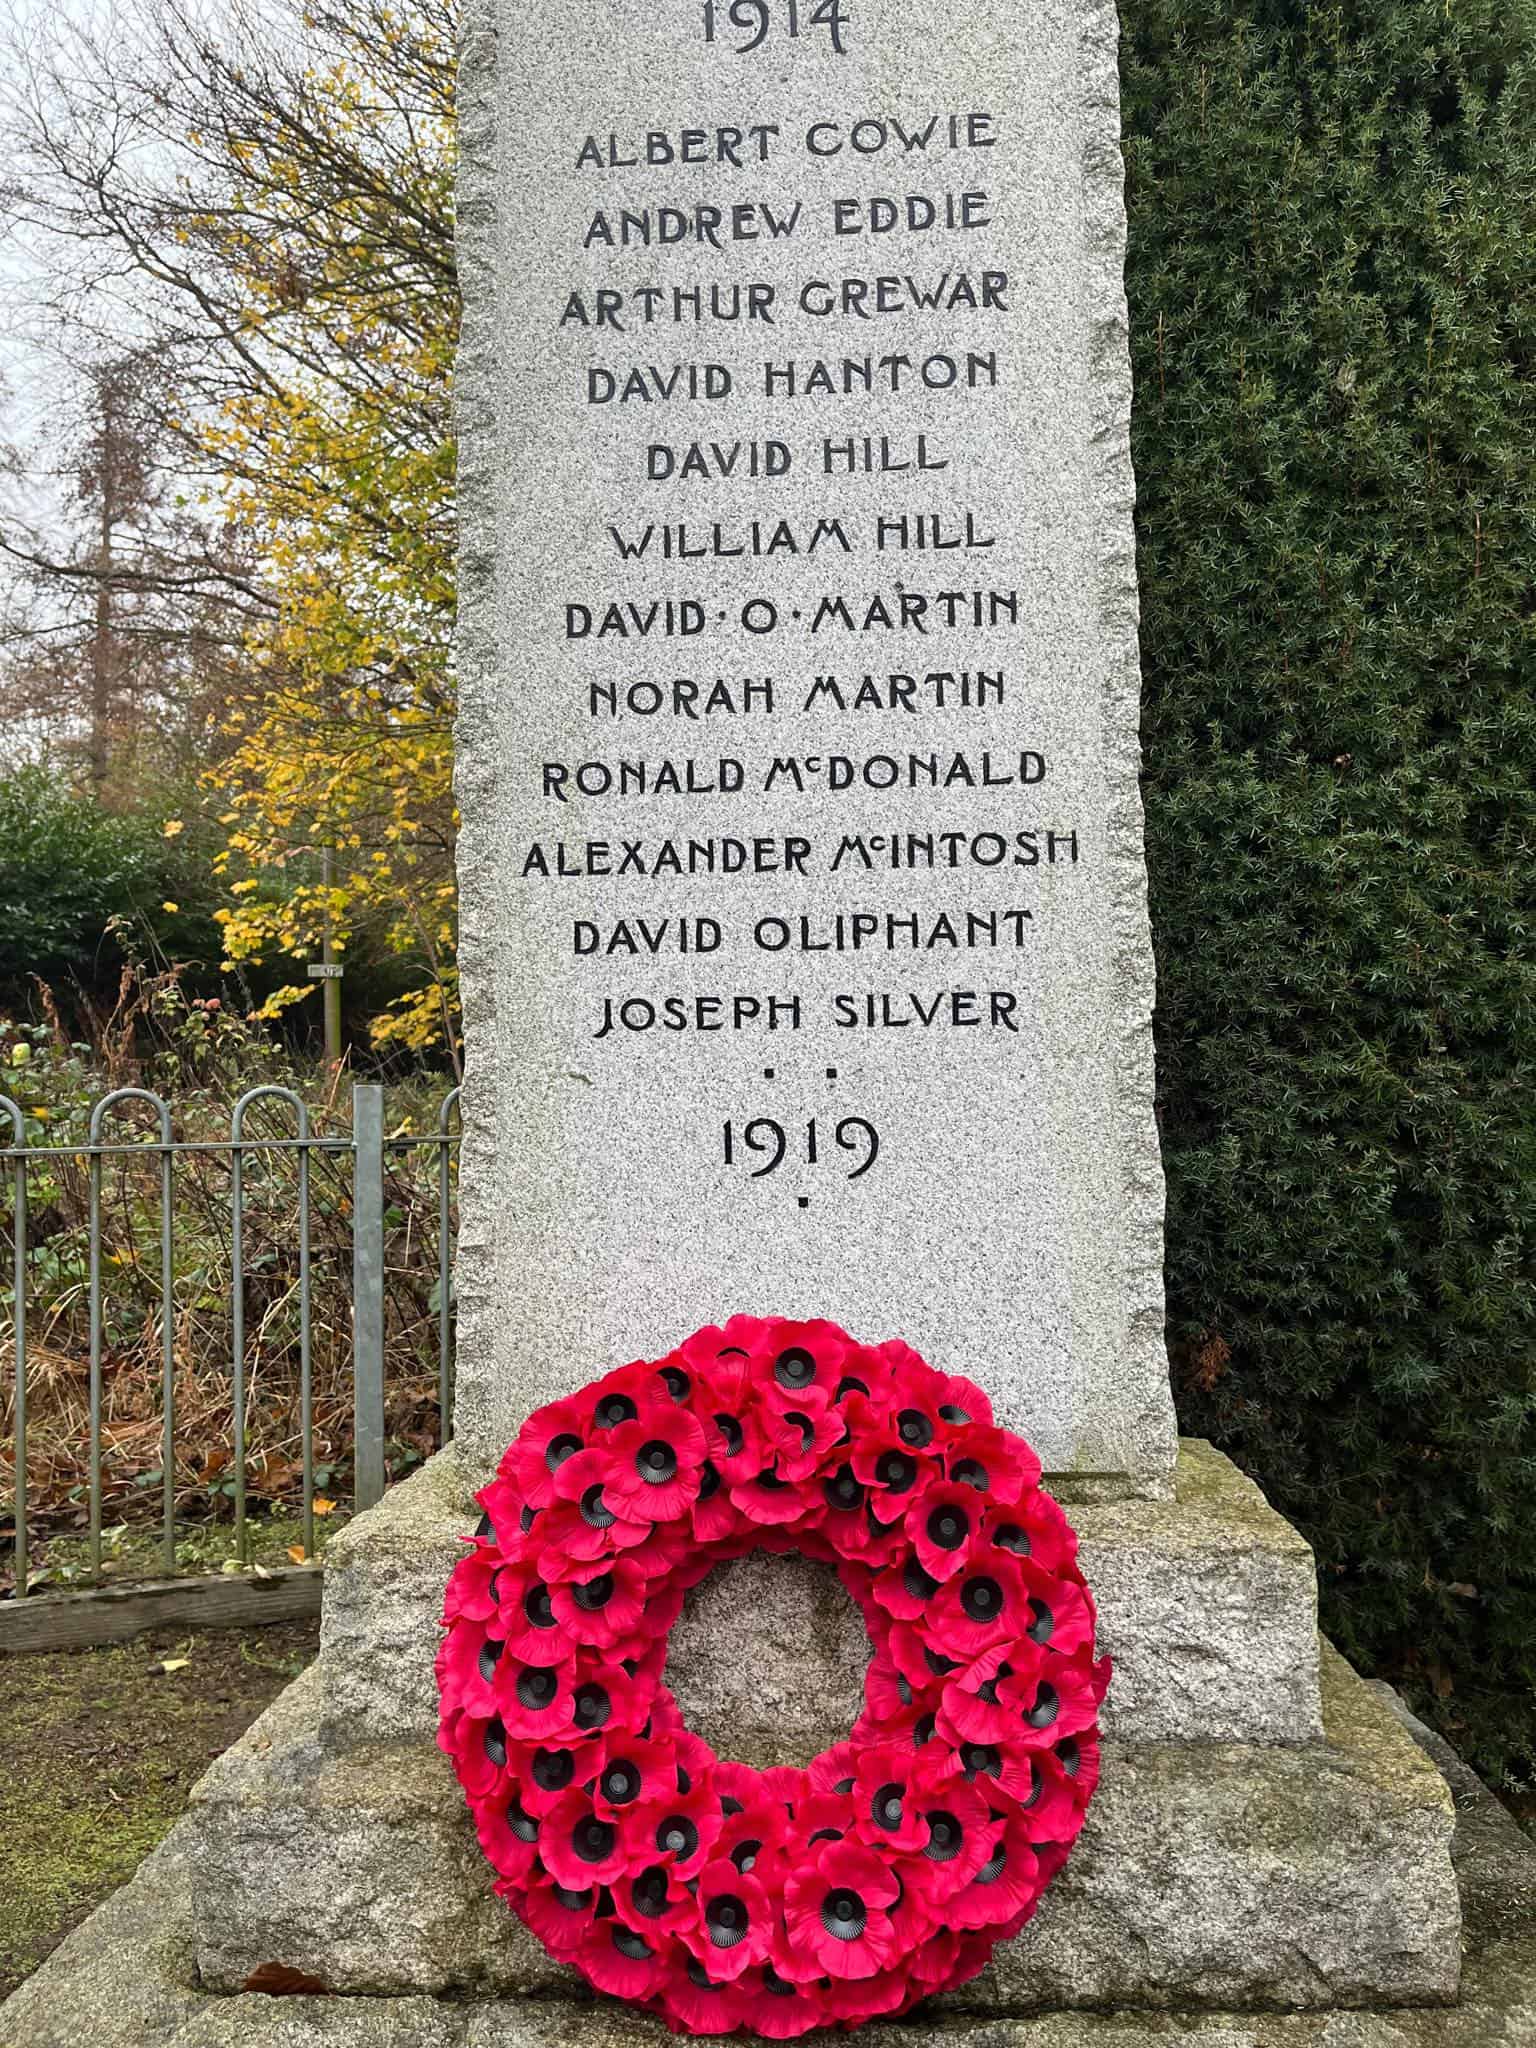 1914
ALBERT COWIE
ANDREW EDDIE
ARTHUR GREWAR
DAVID HANTON
DAVID HILL
WILLIAM HILL
DAVID·O·MARTIN
NORAH MARTIN
RONALD McDONALD
ALEXANDER McINTOSH
DAVID OLIPHANT
JOSEPH SILVER
1919